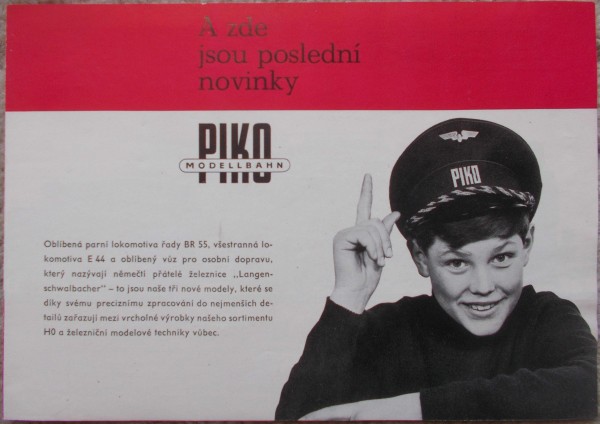 A zde
jsou poslední
novinky
PIKO
MODELLBAHN
PIKO
Oblíbená parní lokomotiva řady BR 55, všestranná lo-
komotiva E 44 a oblíbený vůz pro osobní dopravu,
který nazývají němečtí přátelé železnice „Langen-
schwalbacher" – to jsou naše tři nové modely, které se
díky svému preciznímu zpracování do nejmenších de-
tailů zařazují mezi vrcholné výrobky našeho sortimentu
H0 a železniční modelové techniky vůbec.